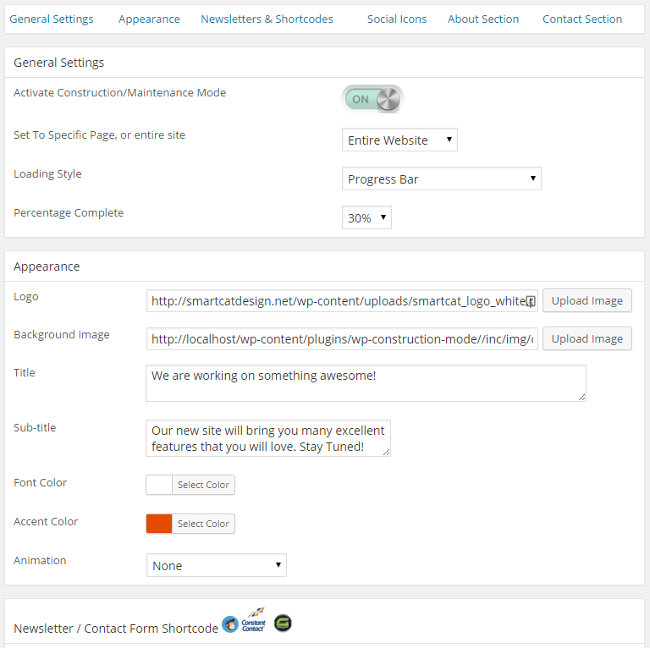 General Settings Appearance Newsletters & Shortcodes Social Icons About Section Contact Section
General Settings
Activate Construction/Maintenance Mode ON
Set To Specific Page, or entire site Entire Website
Loading Style Progress Bar
Percentage Complete 30%
Appearance
Logo http://smartcatdesign.net/wp-content/uploads/smartcat_logo_white Upload Image
Background Image http://localhost/wp-content/plugins/wp-construction-mode//inc/img/ Upload Image
Title We are working on something awesome!
Sub-title Our new site will bring you many excellent
features that you will love. Stay Tuned!
Font Color Select Color
Accent Color Select Color
Animation None
Newsletter / Contact Form Shortcode Constant Contact